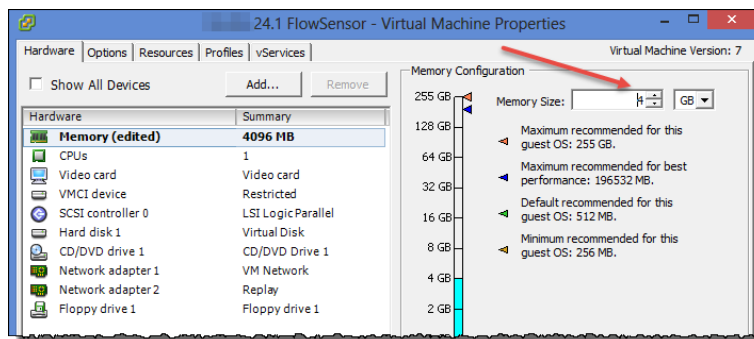 24.1 FlowSensor - Virtual Machine Properties
Hardware Options Resources Profiles vServices
Virtual Machine Version: 7
Show All Devices
Add...
Remove
Hardware Summary
Memory (edited) 4096 MB
CPUs 1
Video card Video card
VMCI device Restricted
SCSI controller 0 LSI Logic Parallel
Hard disk 1 Virtual Disk
CD/DVD drive 1 CD/DVD Drive 1
Network adapter 1 VM Network
Network adapter 2 Replay
Floppy drive 1 Floppy drive 1
Memory Configuration
255 GB
128 GB
64 GB
32 GB
16 GB
8 GB
4 GB
2 GB
Memory Size: 4 GB
Maximum recommended for this
guest OS: 255 GB.
Maximum recommended for best
performance: 196532 MB.
Default recommended for this
guest OS: 512 MB.
Minimum recommended for this
guest OS: 256 MB.